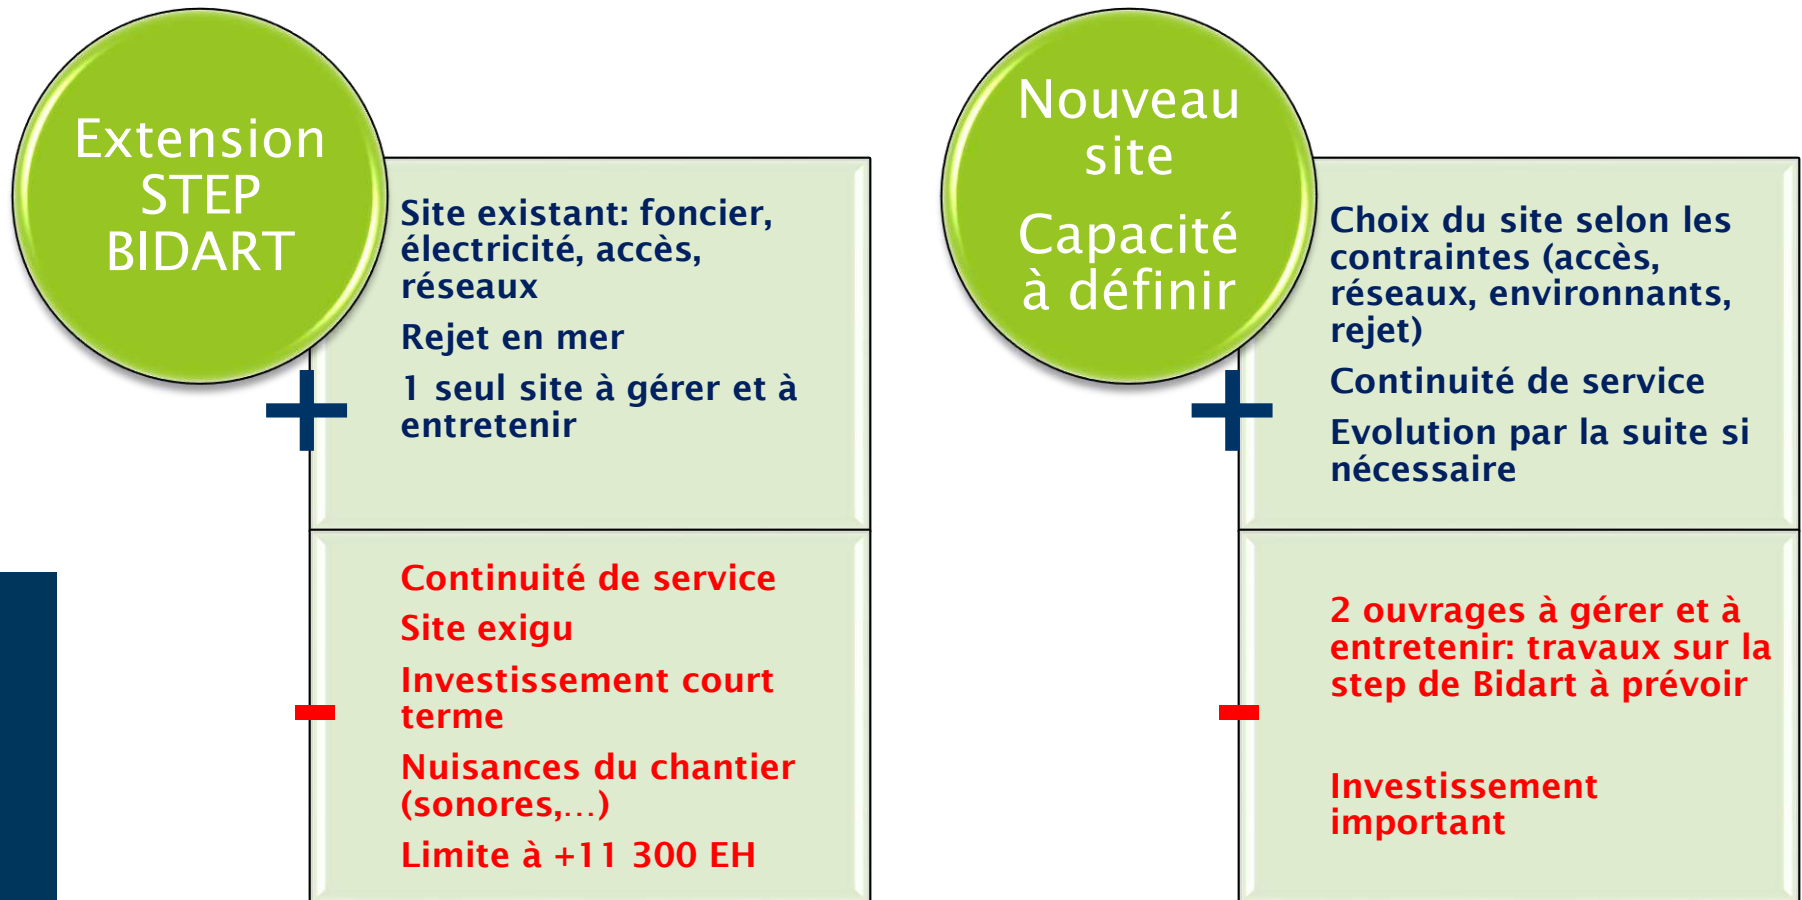 Extension
STEP
BIDART
Site existant: foncier,
électricité, accès,
réseaux
Rejet en mer
1 seul site à gérer et à
entretenir
+
Continuité de service
Site exigu
Investissement court
terme
Nuisances du chantier
(sonores,...)
Limite à +11 300 EH
-
Nouveau
site
Capacité
à définir
Choix du site selon les
contraintes (accès,
réseaux, environnants,
rejet)
Continuité de service
Evolution par la suite si
nécessaire
+
2 ouvrages à gérer et à
entretenir: travaux sur la
step de Bidart à prévoir
Investissement
important
-